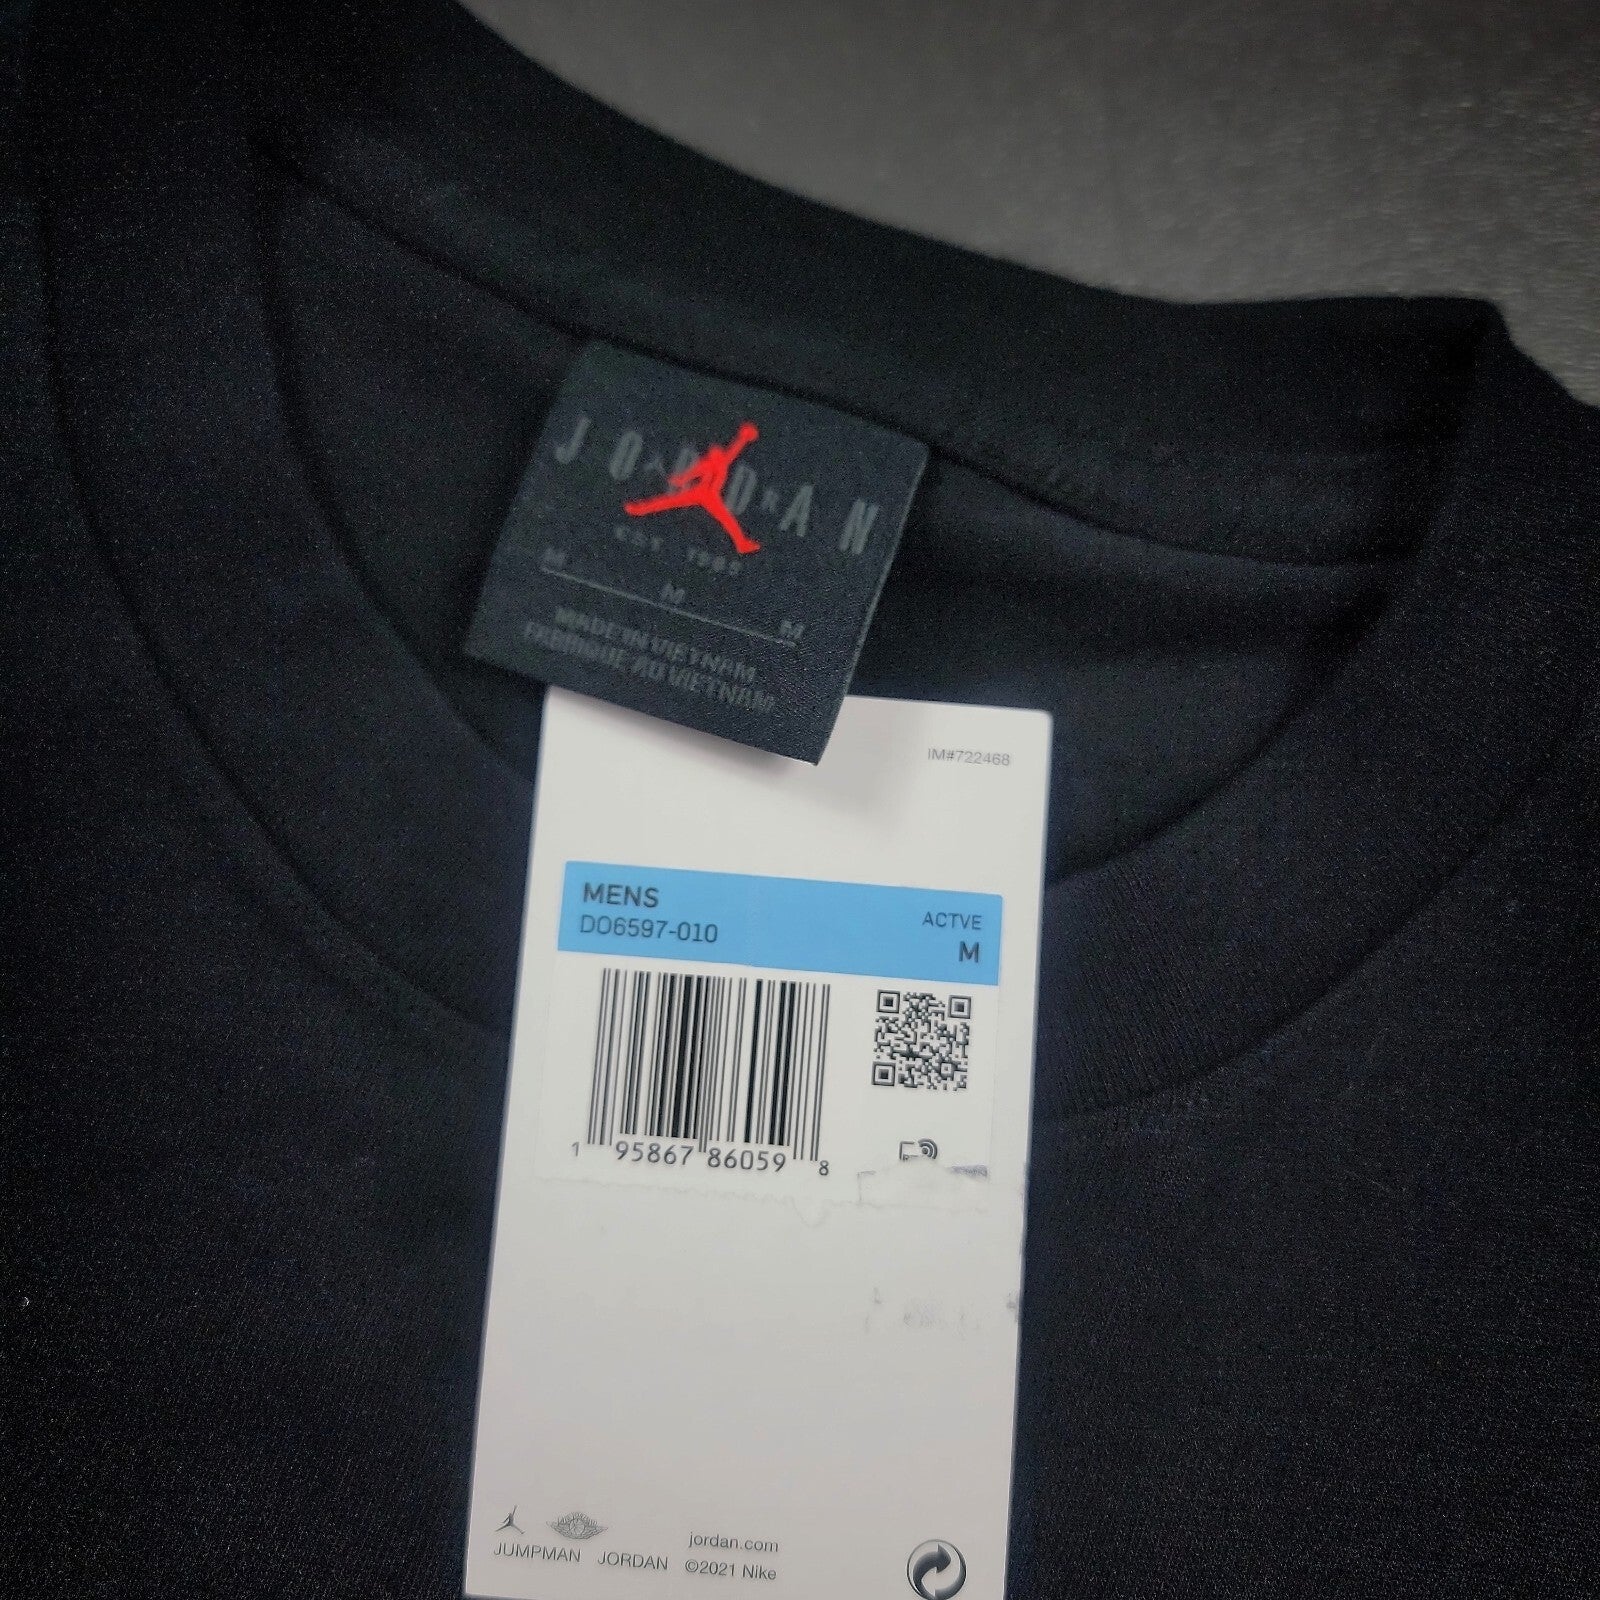 JORDAN
EST. 1985
M
M
M
MADE IN VIETNAM
FABRIQUE AU VIETNAM
IM#722468
MENS
ACTVE
DO6597-010
M
1 95867 86059 8
JUMPMAN
JORDAN
jordan.com
©2021 Nike